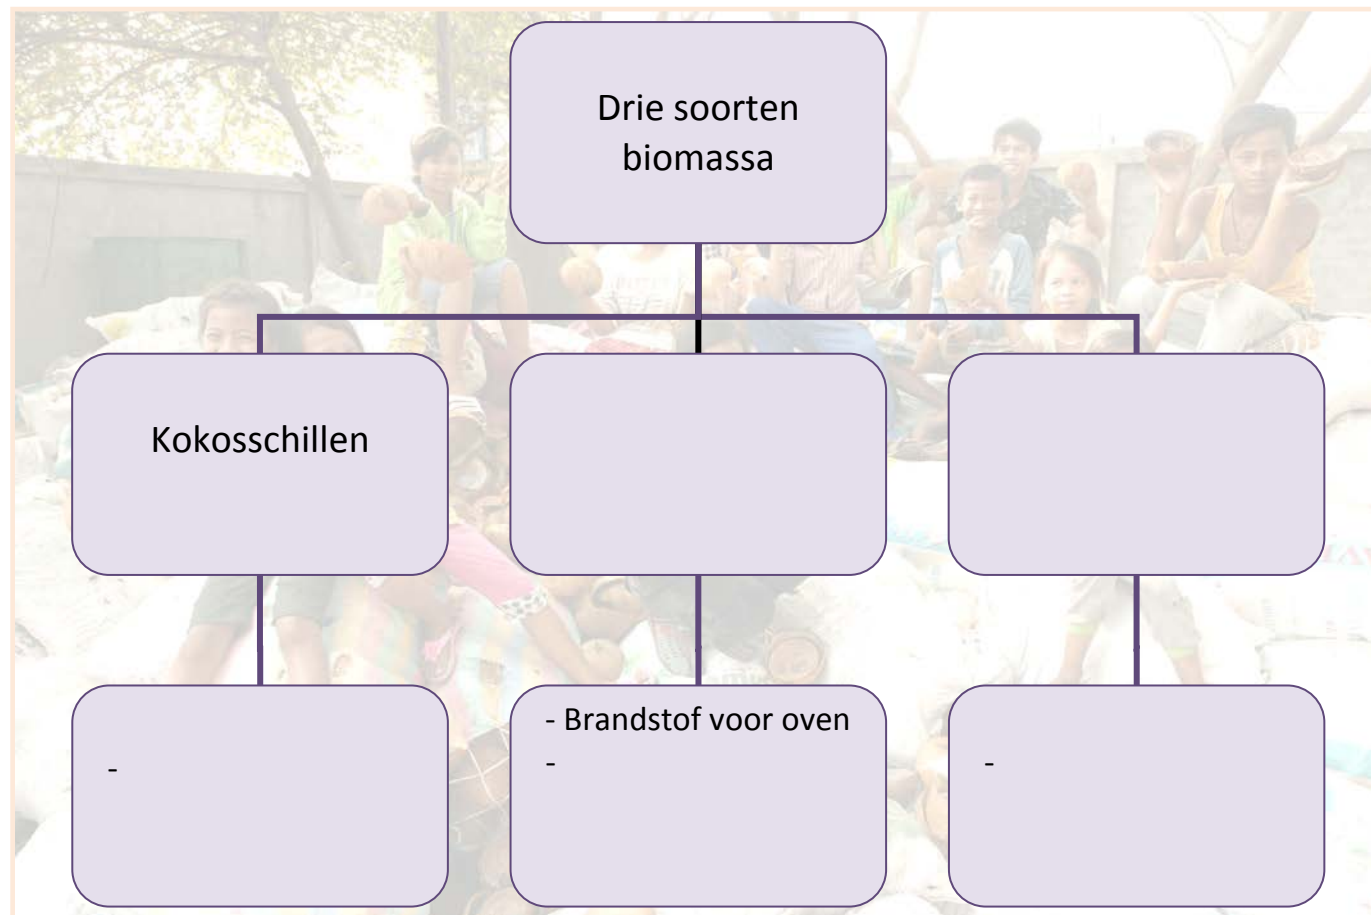 Drie soorten
biomassa
Kokosschillen
-
- Brandstof voor oven
-
-